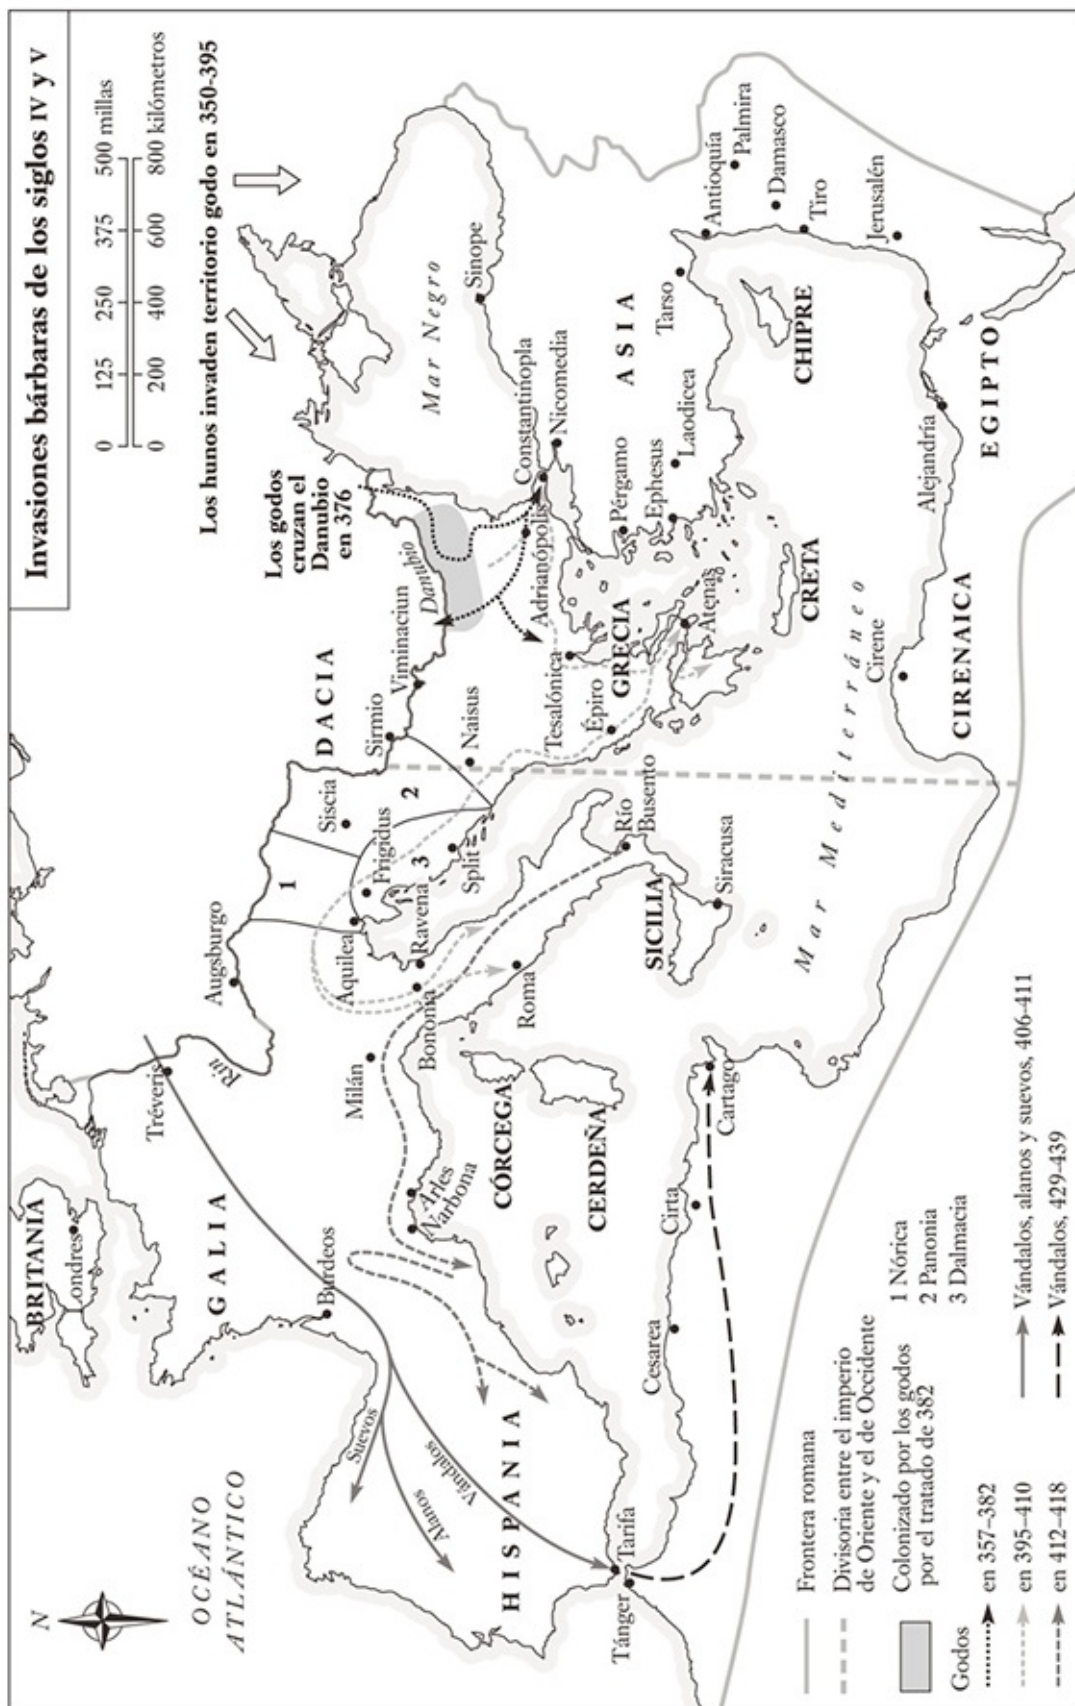 Invasiones bárbaras de los siglos IV y V
0 125 250 375 500 millas
0 200 400 600 800 kilómetros
Los hunos invaden territorio godo en 350-395
Los godos
cruzan el
Danubio
en 376
N
OCÉANO
ATLÁNTICO
BRITANIA
Londres
GALIA
Tréveris
Rin
Augsburgo
Burdeos
Milán
Arles
Narbona
Suevos
Alanos
Vándalos
HISPANIA
Tarifa
Tánger
1
2
3
Siscia
Frigidus
Aquilea
Ravena
Bononia
Split
Roma
Río
Busento
CÓRCEGA
CERDEÑA
SICILIA
Siracusa
Cartago
Cirta
Cesarea
DACIA
Sirmio
Viminaciun
Naisus
Danubio
Mar Negro
Sinope
Constantinopla
Nicomedia
Adrianópolis
Tesalónica
Épiro
GRECIA
Atenas
Pérgamo
Ephesus
Laodicea
ASIA
Tarso
Antioquía
Palmira
Damasco
Tiro
Jerusalén
CHIPRE
CRETA
Mar Mediterráneo
Cirene
CIRENAICA
Alejandría
EGIPTO
Frontera romana
Divisoria entre el imperio
de Oriente y el de Occidente
Colonizado por los godos
por el tratado de 382
1 Nórica
2 Panonia
3 Dalmacia
Godos
en 357–382
en 395–410
en 412–418
Vándalos, alanos y suevos, 406-411
Vándalos, 429-439